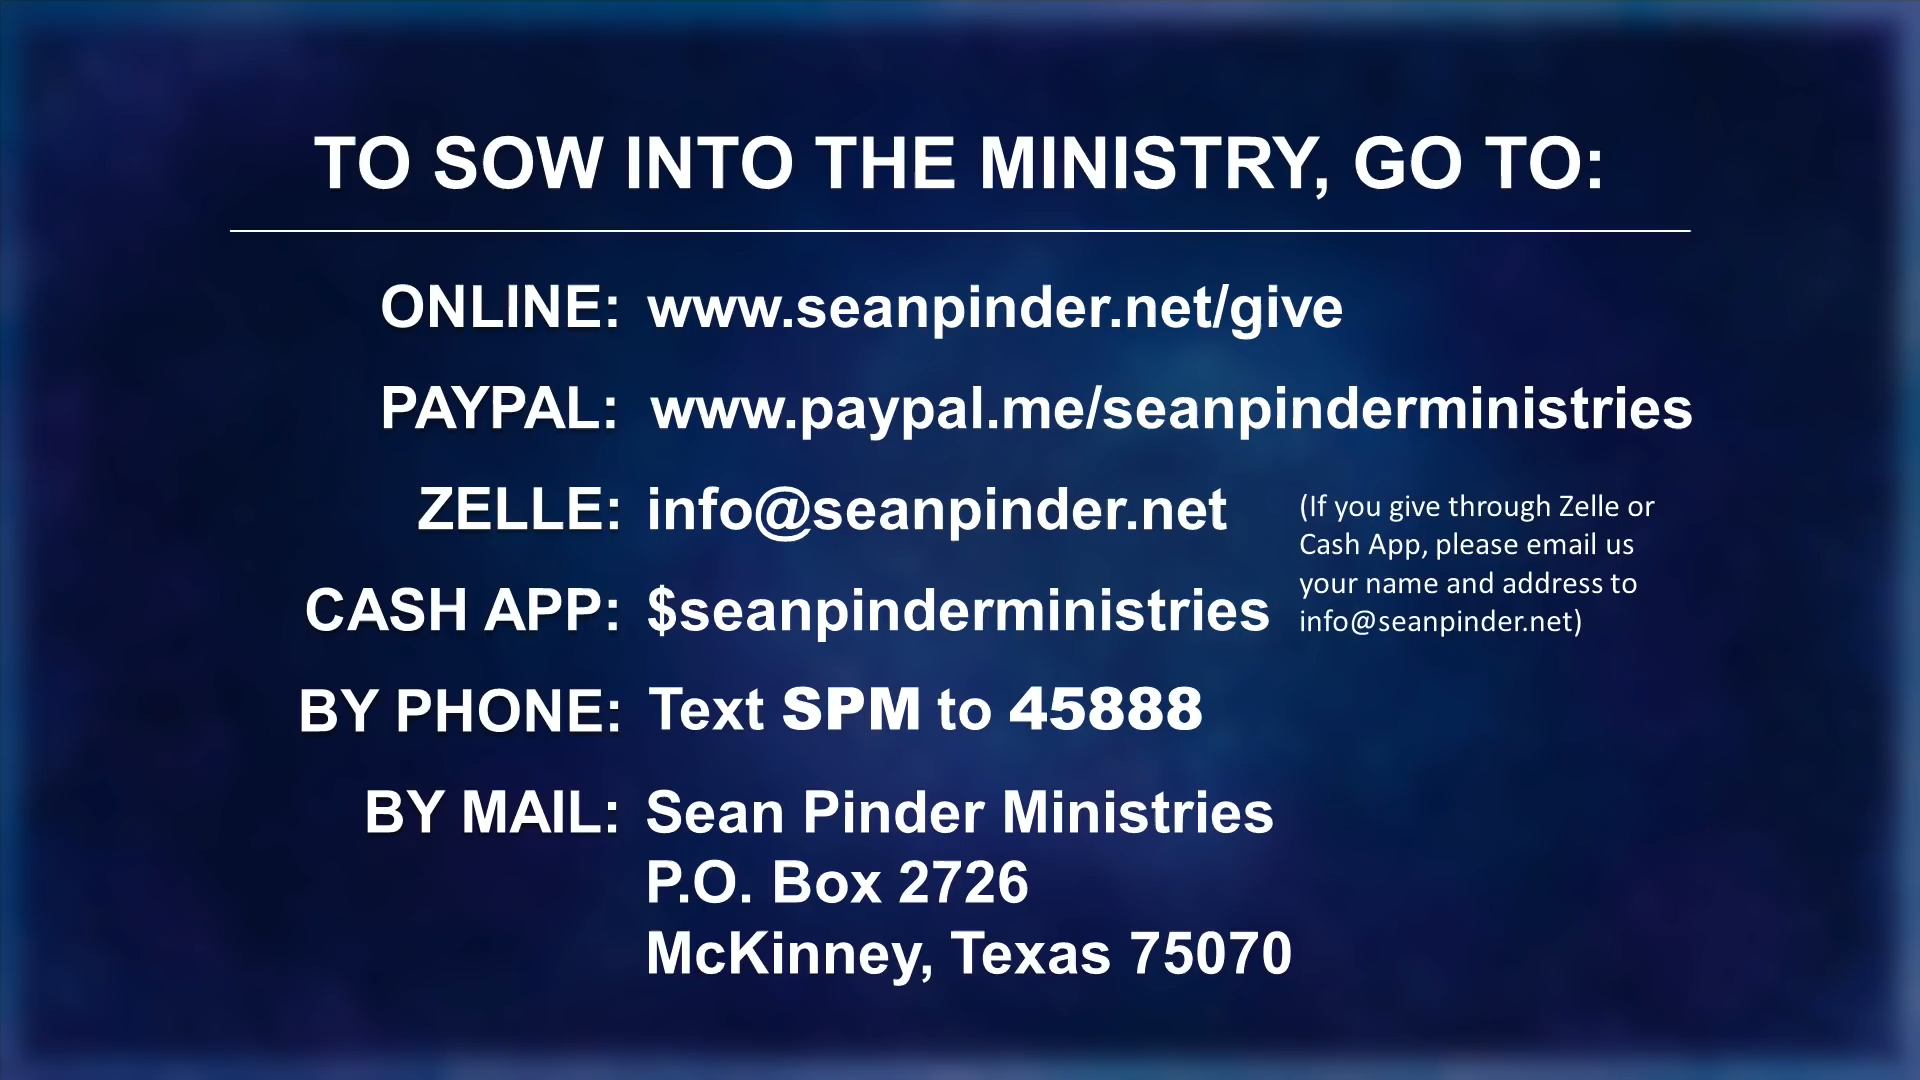 TO SOW INTO THE MINISTRY, GO TO:
ONLINE: www.seanpinder.net/give
PAYPAL: www.paypal.me/seanpinderministries
ZELLE: info@seanpinder.net
CASH APP: $seanpinderministries
(If you give through Zelle or
Cash App, please email us
your name and address to
info@seanpinder.net)
BY PHONE: Text SPM to 45888
BY MAIL: Sean Pinder Ministries
P.O. Box 2726
McKinney, Texas 75070